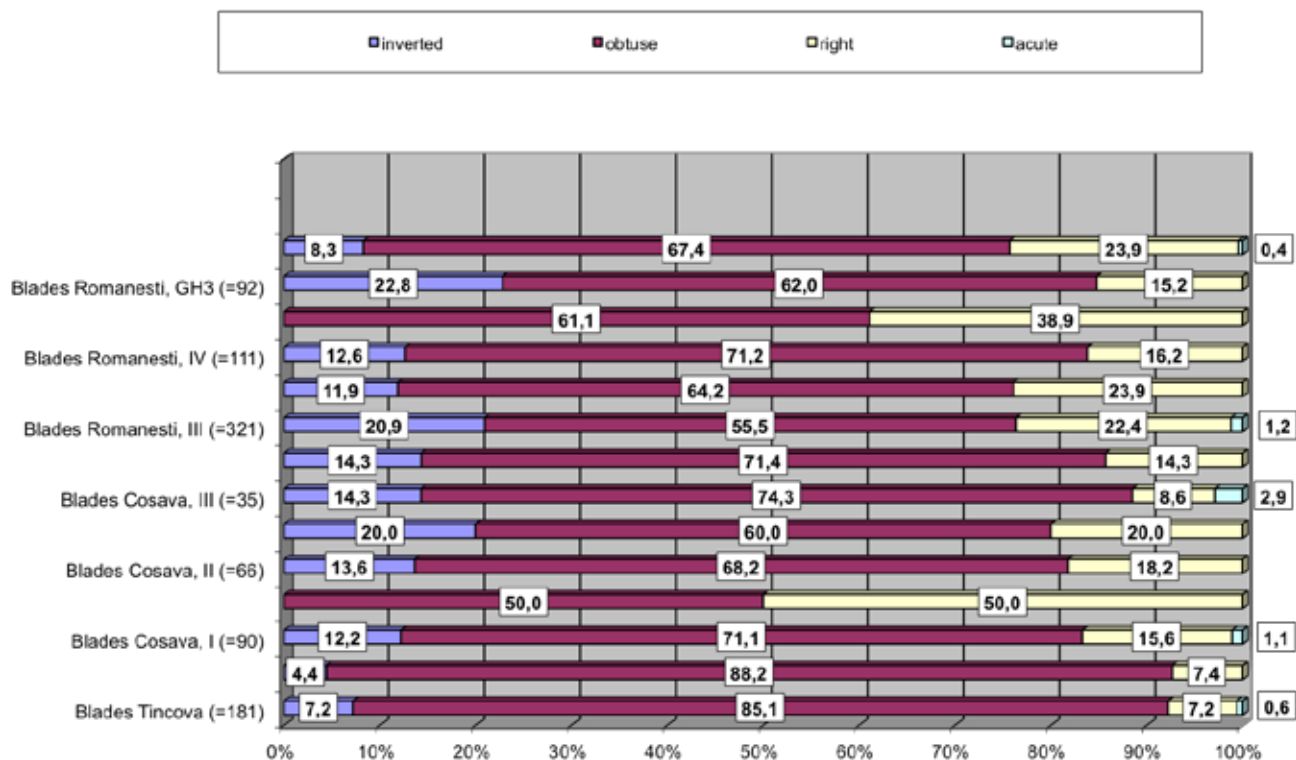 inverted obtuse right acute
8,3 67,4 23,9 0,4
Blades Romanesti, GH3 (=92) 22,8 62,0 15,2
61,1 38,9
Blades Romanesti, IV (=111) 12,6 71,2 16,2
11,9 64,2 23,9
Blades Romanesti, III (=321) 20,9 55,5 22,4 1,2
14,3 71,4 14,3
Blades Cosava, III (=35) 14,3 74,3 8,6 2,9
20,0 60,0 20,0
Blades Cosava, II (=66) 13,6 68,2 18,2
50,0 50,0
Blades Cosava, I (=90) 12,2 71,1 15,6 1,1
4,4 88,2 7,4
Blades Tincova (=181) 7,2 85,1 7,2 0,6
0% 10% 20% 30% 40% 50% 60% 70% 80% 90% 100%